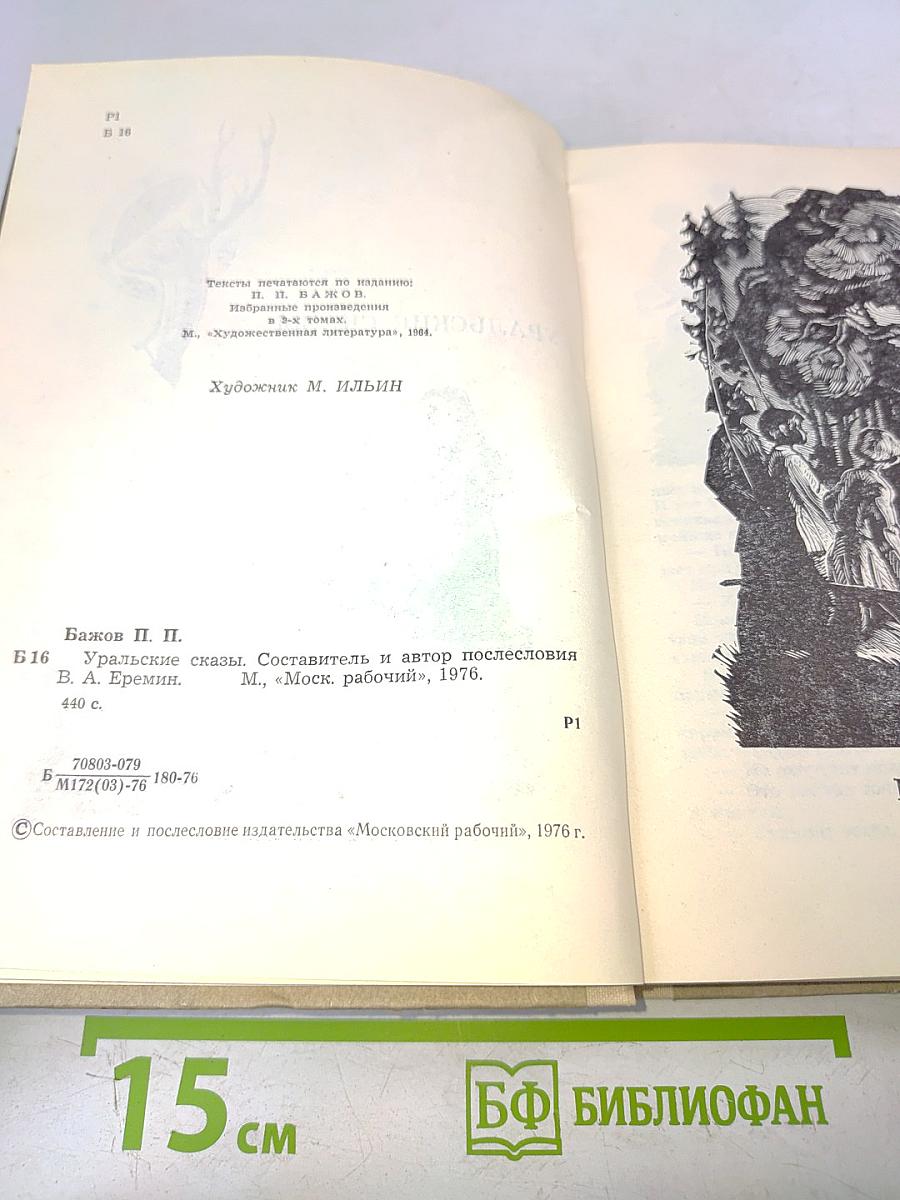 Р1
Б 16
Тексты печатаются по изданию:
П. П. БАЖОВ.
Избранные произведения
в 2-х томах.
М., «Художественная литература», 1964.
Художник М. ИЛЬИН
Бажов П. П.
Б 16 Уральские сказы. Составитель и автор послесловия
В. А. Еремин. М., «Моск. рабочий», 1976.
440 с.
Р1
Б 70803-079 180-76
М172(03)-76
©Составление и послесловие издательства «Московский рабочий», 1976 г.
15 см
БФ БИБЛИОФАН